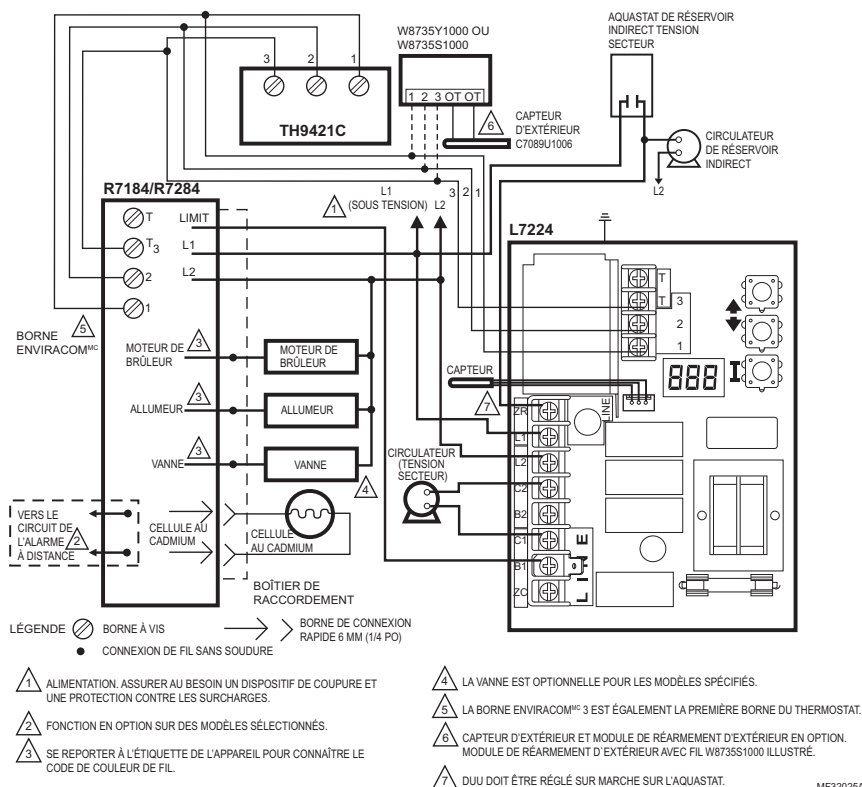 W8735Y1000 OU
W8735S1000
AQUASTAT DE RÉSERVOIR
INDIRECT TENSION
SECTEUR
3 2 1
TH9421C
1 2 3 OT OT
6
CAPTEUR
D'EXTÉRIEUR
C7089U1006
CIRCULATEUR
DE RÉSERVOIR
INDIRECT
L2
R7184/R7284
1
L1
(SOUS TENSION)
L2
3 2 1
L7224
T
LIMIT
T3
L1
2
L2
1
BORNE
ENVIRACOMMC
5
MOTEUR DE
BRÛLEUR
3
MOTEUR DE
BRÛLEUR
ALLUMEUR
3
ALLUMEUR
VANNE
3
VANNE
4
VERS LE
CIRCUIT DE
L'ALARME
À DISTANCE
2
CELLULE AU
CADMIUM
CELLULE
AU CADMIUM
BOÎTIER DE
RACCORDEMENT
CAPTEUR
7
CIRCULATEUR
(TENSION
SECTEUR)
T
T 3
2
1
888
ZR
LINE
L1
L2
C2
B2
C1
B1
ZC
LINE
LÉGENDE
BORNE À VIS
BORNE DE CONNEXION
RAPIDE 6 MM (1/4 PO)
CONNEXION DE FIL SANS SOUDURE
1 ALIMENTATION. ASSURER AU BESOIN UN DISPOSITIF DE COUPURE ET
UNE PROTECTION CONTRE LES SURCHARGES.
2 FONCTION EN OPTION SUR DES MODÈLES SÉLECTIONNÉS.
3 SE REPORTER À L'ÉTIQUETTE DE L'APPAREIL POUR CONNAÎTRE LE
CODE DE COULEUR DE FIL.
4 LA VANNE EST OPTIONNELLE POUR LES MODÈLES SPÉCIFIÉS.
5 LA BORNE ENVIRACOMMC 3 EST ÉGALEMENT LA PREMIÈRE BORNE DU THERMOSTAT.
6 CAPTEUR D'EXTÉRIEUR ET MODULE DE RÉARMEMENT D'EXTÉRIEUR EN OPTION.
MODULE DE RÉARMEMENT D'EXTÉRIEUR AVEC FIL W8735S1000 ILLUSTRÉ.
7 DUU DOIT ÊTRE RÉGLÉ SUR MARCHE SUR L'AQUASTAT.